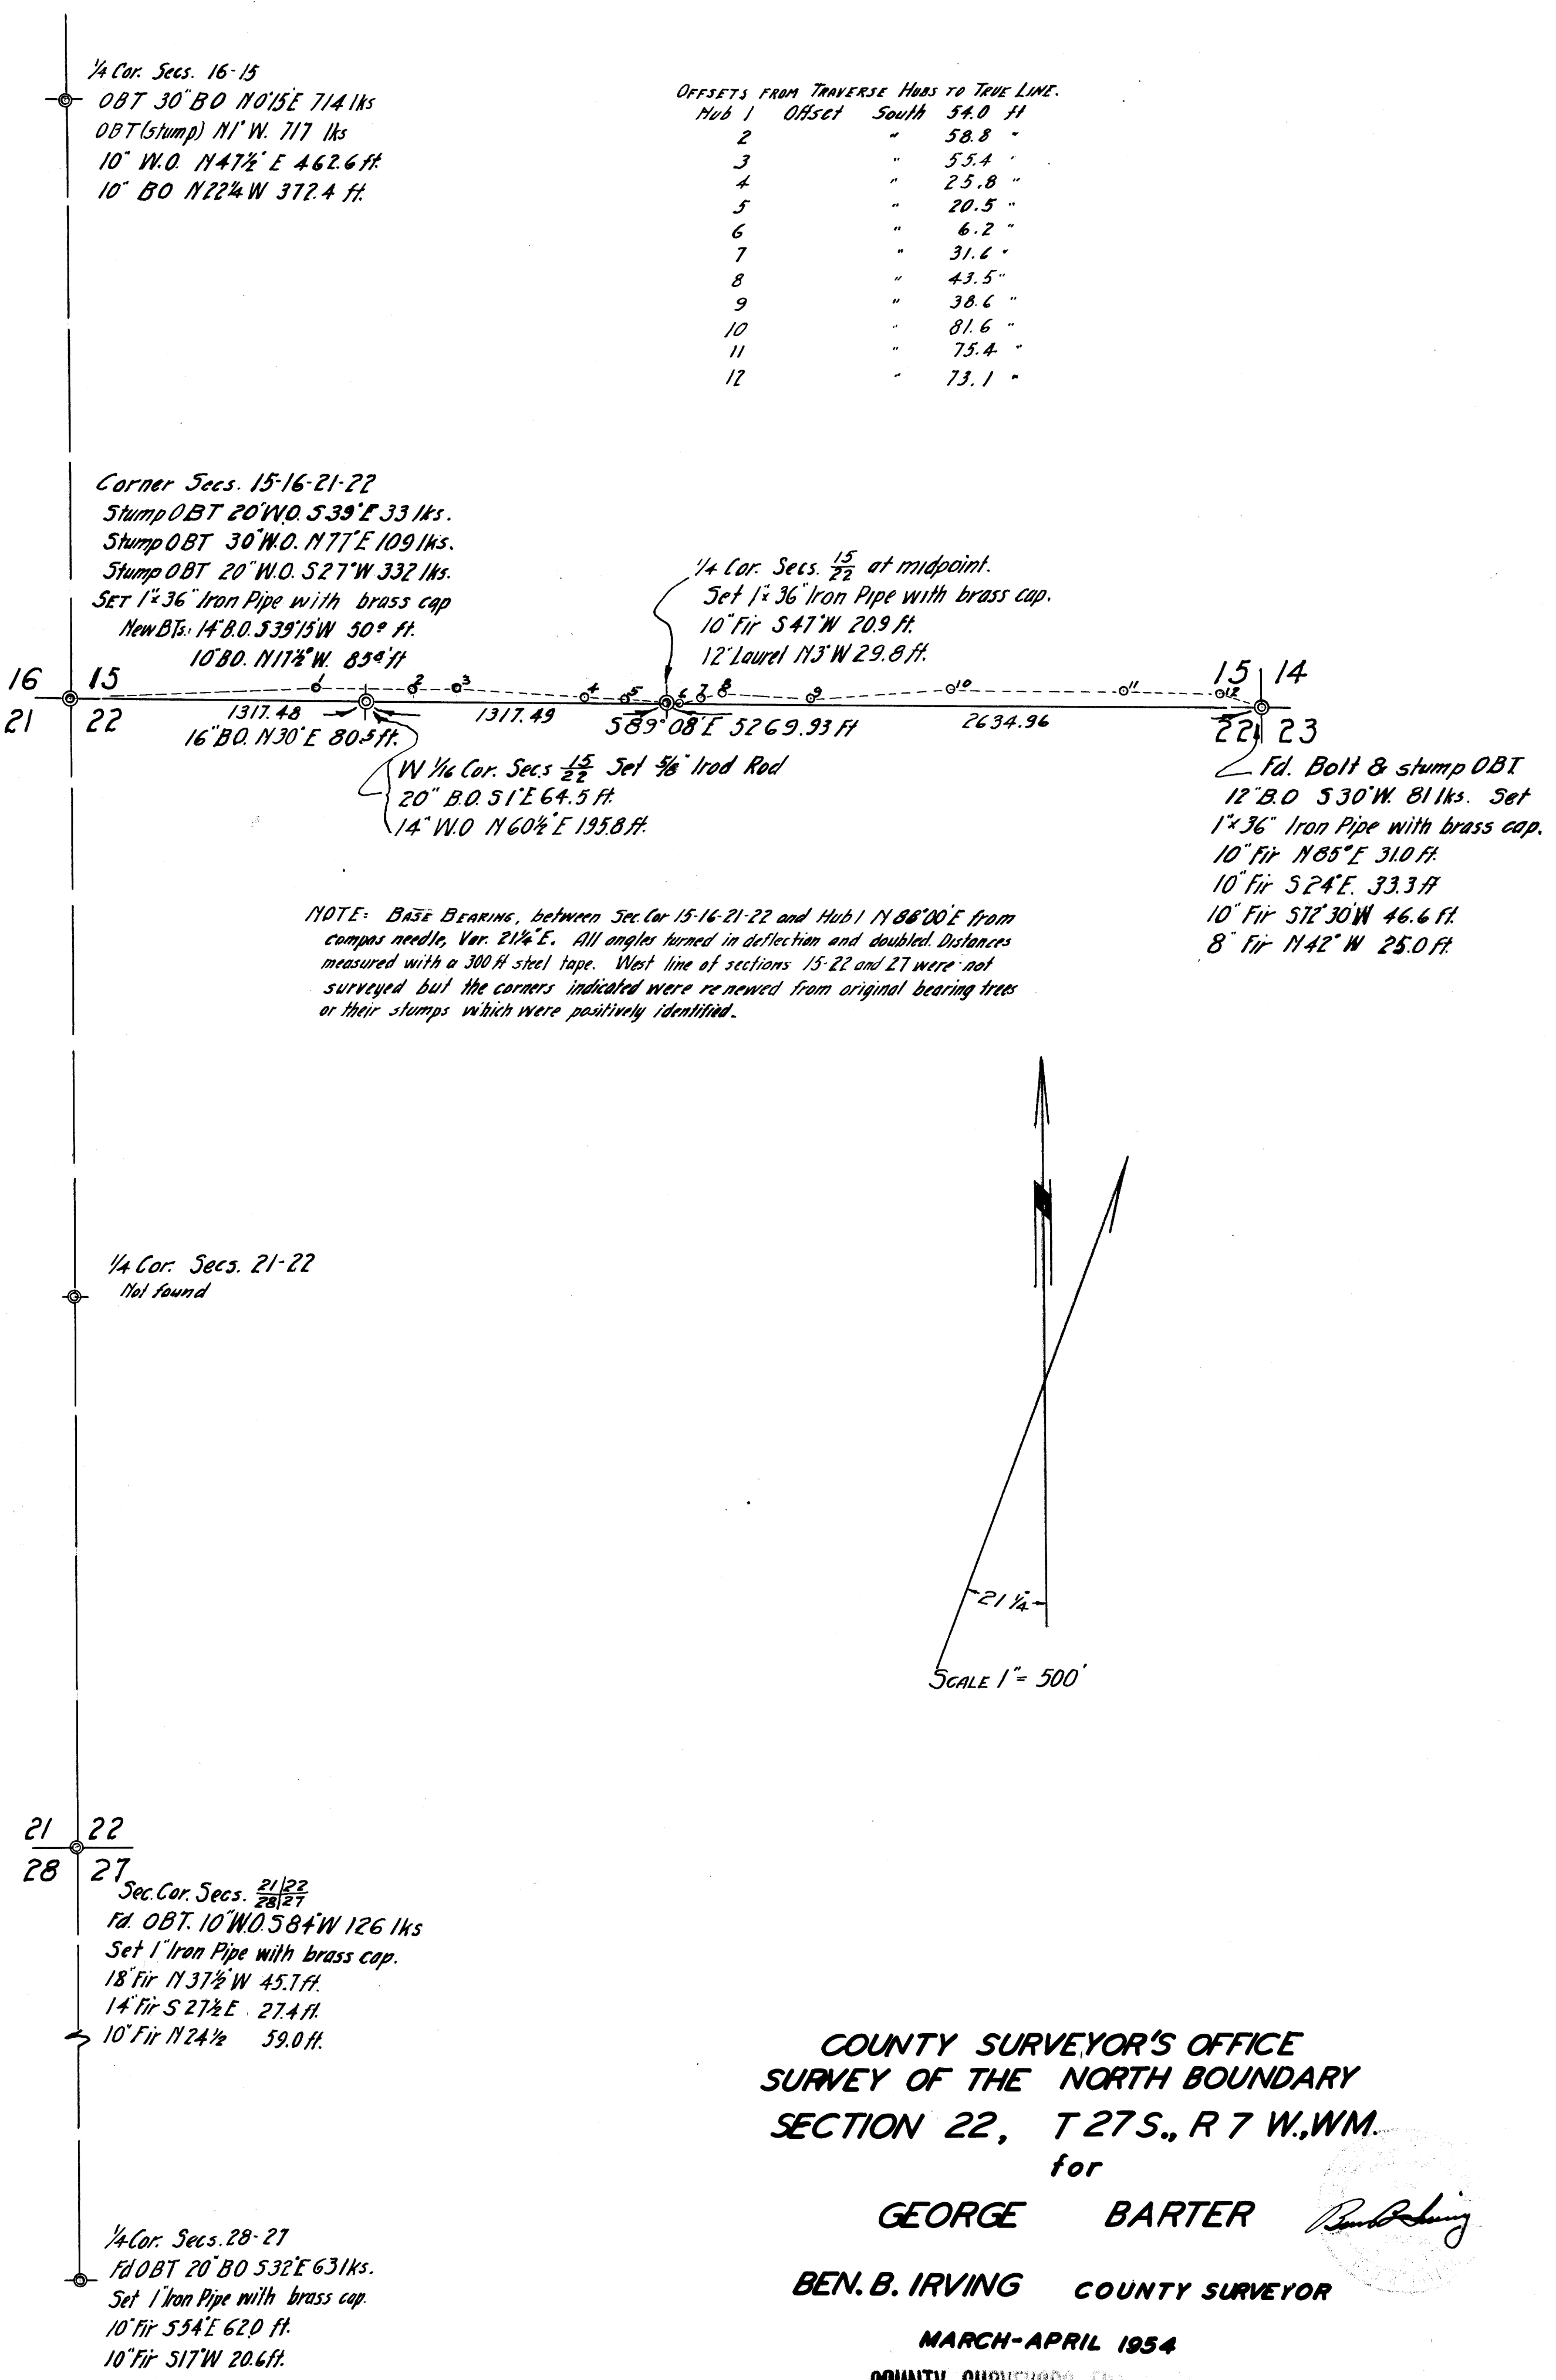 1/4 Cor. Secs. 16-15
OBT 30" BO N0°15'E 714 lks
OBT (stump) N1° W. 717 lks
10" W.O. N47½° E 462.6 ft.
10" BO N22¼ W 372.4 ft.
OFFSETS FROM TRAVERSE HUBS TO TRUE LINE.
Hub 1 Offset South 54.0 ft
2 " 58.8 "
3 " 55.4 "
4 " 25.8 "
5 " 20.5 "
6 " 6.2 "
7 " 31.6 "
8 " 43.5 "
9 " 38.6 "
10 " 81.6 "
11 " 75.4 "
12 " 73.1 "
Corner Secs. 15-16-21-22
Stump OBT 20" W.O. S39°E 33 lks.
Stump OBT 30" W.O. N77°E 109 lks.
Stump OBT 20" W.O. S27°W 332 lks.
SET 1"x36" Iron Pipe with brass cap
New BTs: 14" B.O. S39°15'W 50.9 ft.
10" BO. N17½° W. 85.4 ft
1/4 Cor. Secs. 15/22 at midpoint.
Set 1"x 36" Iron Pipe with brass cap.
10" Fir S47°W 20.9 ft.
12" Laurel N3°W 29.8 ft.
16 15
21 22
15 14
22 23
1 2 3 4 5 6 7 8 9 10 11 12
1317.48 1317.49 S89°08'E 5269.93 ft 2634.96
16" BO. N30°E 80.5 ft.
W 1/16 Cor. Secs 15/22 Set 5/8" Irod Rod
20" B.O. S1°E 64.5 ft.
14" W.O N60½°E 195.8 ft.
Fd. Bolt & stump OBT
12" B.O S30°W. 81 lks. Set
1"x36" Iron Pipe with brass cap.
10" Fir N85°E 31.0 ft.
10" Fir S24°E. 33.3 ft
10" Fir S72°30'W 46.6 ft.
8" Fir N42° W 25.0 ft.
NOTE: BASE BEARING, between Sec. Cor 15-16-21-22 and Hub 1 N 88°00'E from
compas needle, Var. 21¼° E. All angles turned in deflection and doubled. Distances
measured with a 300 ft steel tape. West line of sections 15-22 and 27 were not
surveyed but the corners indicated were renewed from original bearing trees
or their stumps which were positively identified.
1/4 Cor. Secs. 21-22
Not found
21¼°
SCALE 1" = 500'
21 22
28 27
Sec. Cor. Secs. 21|22
28|27
Fd. OBT. 10" W.O. S84°W 126 lks
Set 1" Iron Pipe with brass cap.
18" Fir N37½ W 45.7 ft.
14" Fir S 27½ E 27.4 ft.
10" Fir N24½ 59.0 ft.
1/4 Cor. Secs. 28-27
Fd OBT 20" BO S32°E 63 lks.
Set 1" Iron Pipe with brass cap.
10" Fir S54°E 62.0 ft.
10" Fir S17°W 20.6 ft.
COUNTY SURVEYOR'S OFFICE
SURVEY OF THE NORTH BOUNDARY
SECTION 22, T 27 S., R 7 W., WM.
for
GEORGE BARTER
BEN. B. IRVING COUNTY SURVEYOR
MARCH-APRIL 1954